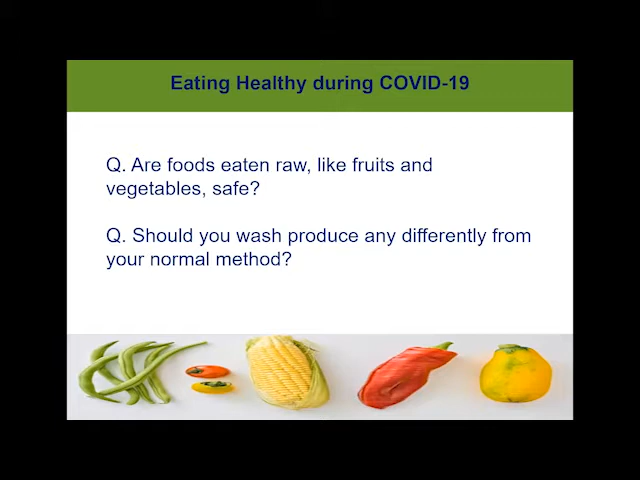 Eating Healthy during COVID-19
Q. Are foods eaten raw, like fruits and
vegetables, safe?
Q. Should you wash produce any differently from
your normal method?